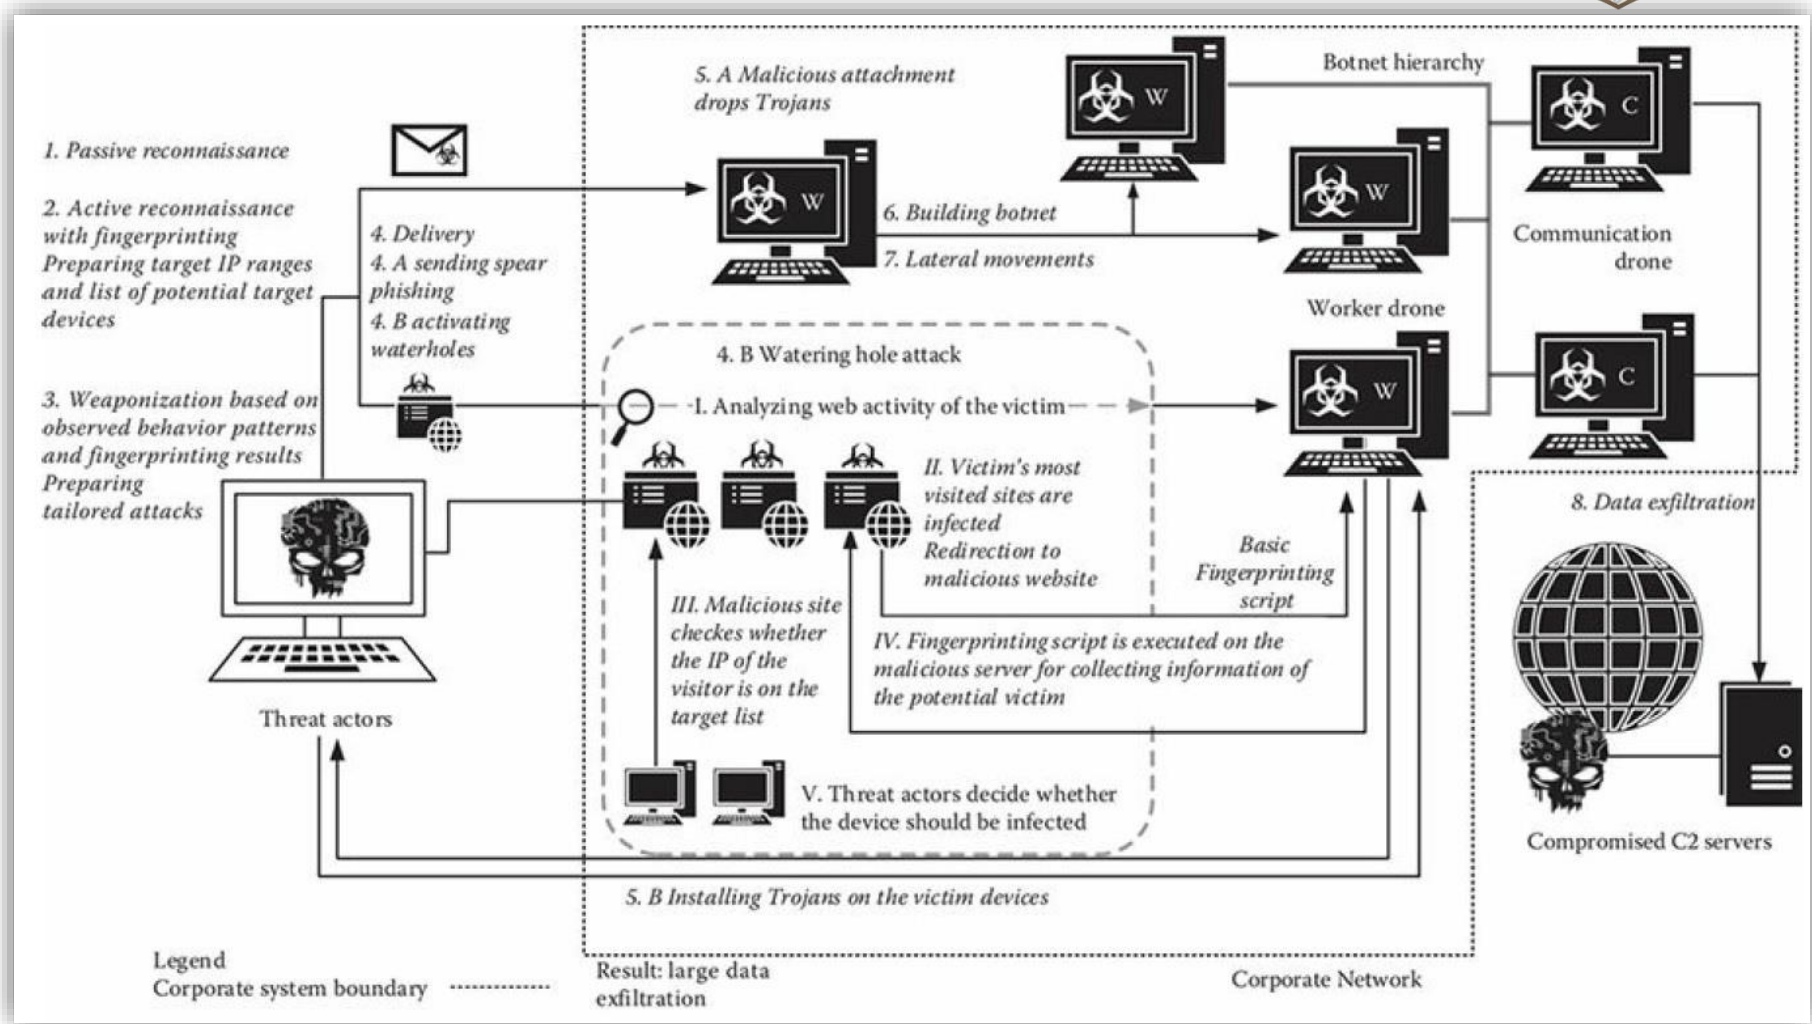 1. Passive reconnaissance
2. Active reconnaissance
with fingerprinting
Preparing target IP ranges
and list of potential target
devices
3. Weaponization based on
observed behavior patterns
and fingerprinting results
Preparing
tailored attacks
Threat actors
4. Delivery
4. A sending spear
phishing
4. B activating
waterholes
5. A Malicious attachment
drops Trojans
W
6. Building botnet
7. Lateral movements
W
W
Worker drone
W
Botnet hierarchy
C
Communication
drone
C
4. B Watering hole attack
I. Analyzing web activity of the victim
II. Victim's most
visited sites are
infected
Redirection to
malicious website
III. Malicious site
checkes whether
the IP of the
visitor is on the
target list
Basic
Fingerprinting
script
IV. Fingerprinting script is executed on the
malicious server for collecting information of
the potential victim
V. Threat actors decide whether
the device should be infected
5. B Installing Trojans on the victim devices
8. Data exfiltration
Compromised C2 servers
Legend
Corporate system boundary
Result: large data
exfiltration
Corporate Network